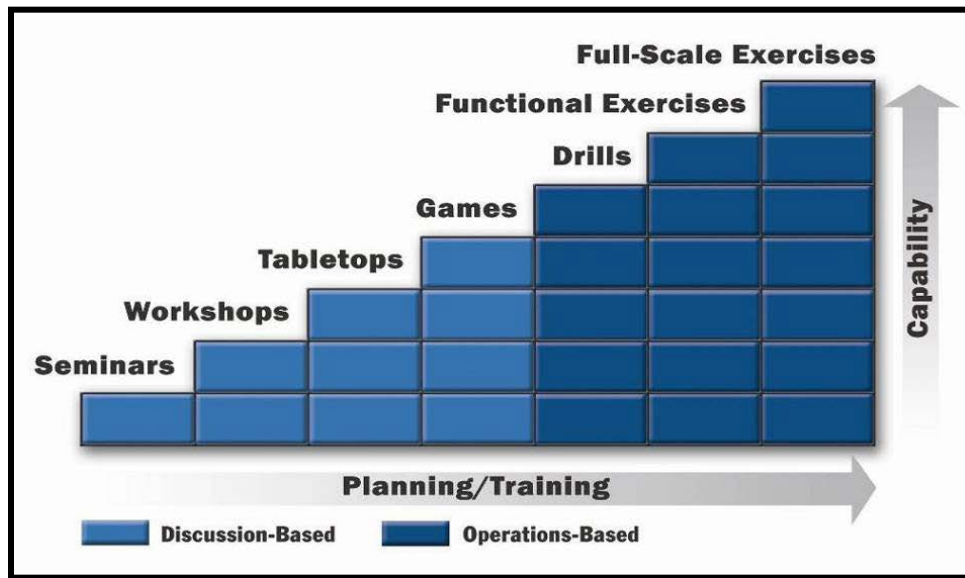 Full-Scale Exercises
Functional Exercises
Drills
Games
Tabletops
Workshops
Seminars
Capability
Planning/Training
Discussion-Based
Operations-Based